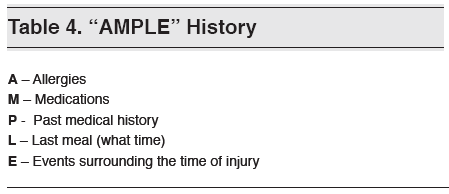 Table 4. “AMPLE” History
A – Allergies
M – Medications
P -  Past medical history
L – Last meal (what time)
E – Events surrounding the time of injury